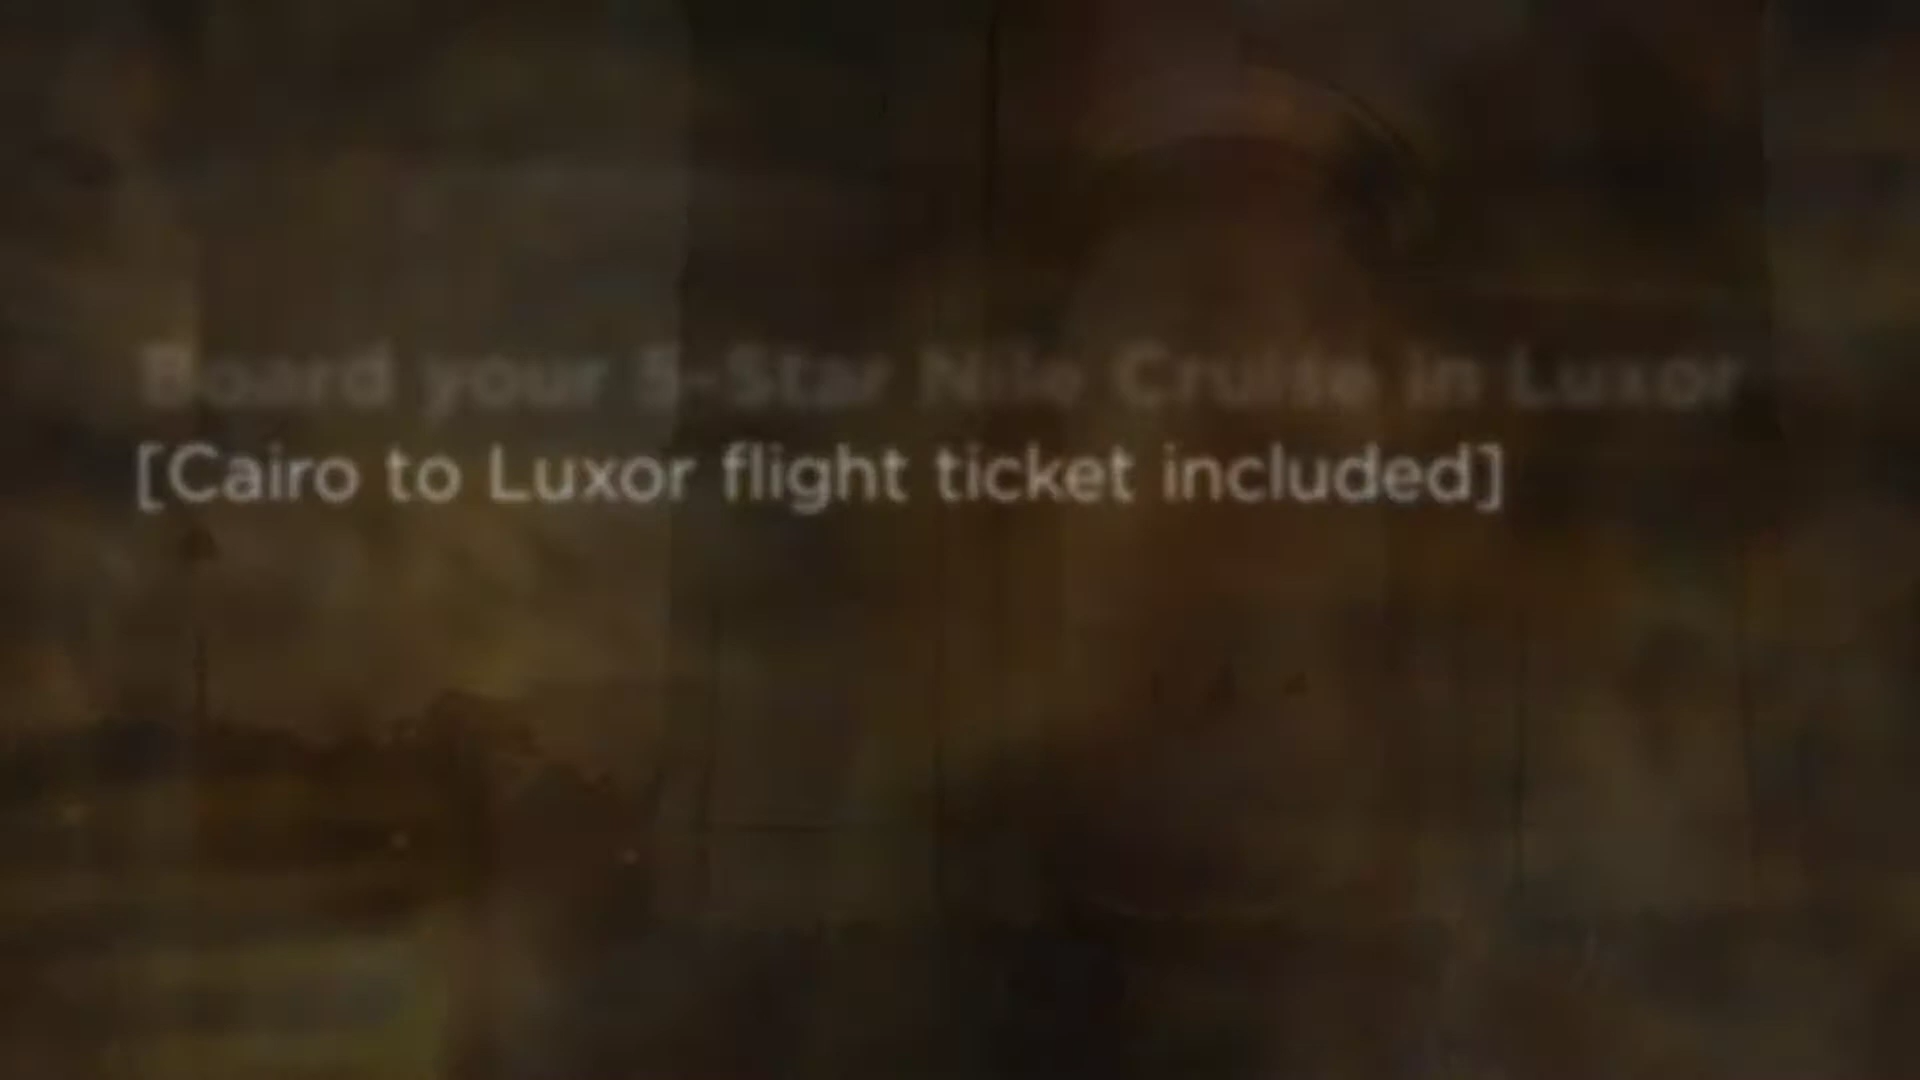 Board your 5-Star Nile Cruise in Luxor
[Cairo to Luxor flight ticket included]